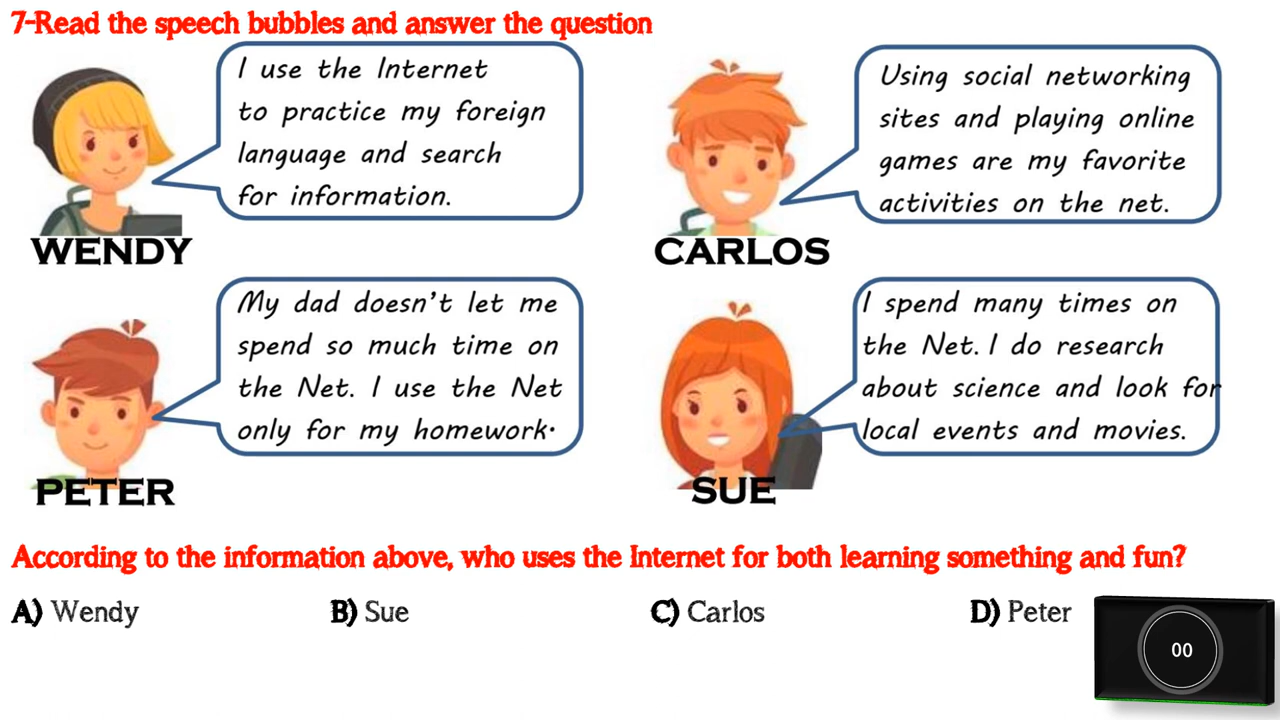 7-Read the speech bubbles and answer the question
I use the Internet
to practice my foreign
language and search
for information.
WENDY
Using social networking
sites and playing online
games are my favorite
activities on the net.
CARLOS
My dad doesn't let me
spend so much time on
the Net. I use the Net
only for my homework.
PETER
I spend many times on
the Net. I do research
about science and look for
local events and movies.
SUE
According to the information above, who uses the Internet for both learning something and fun?
A) Wendy
B) Sue
C) Carlos
D) Peter
00